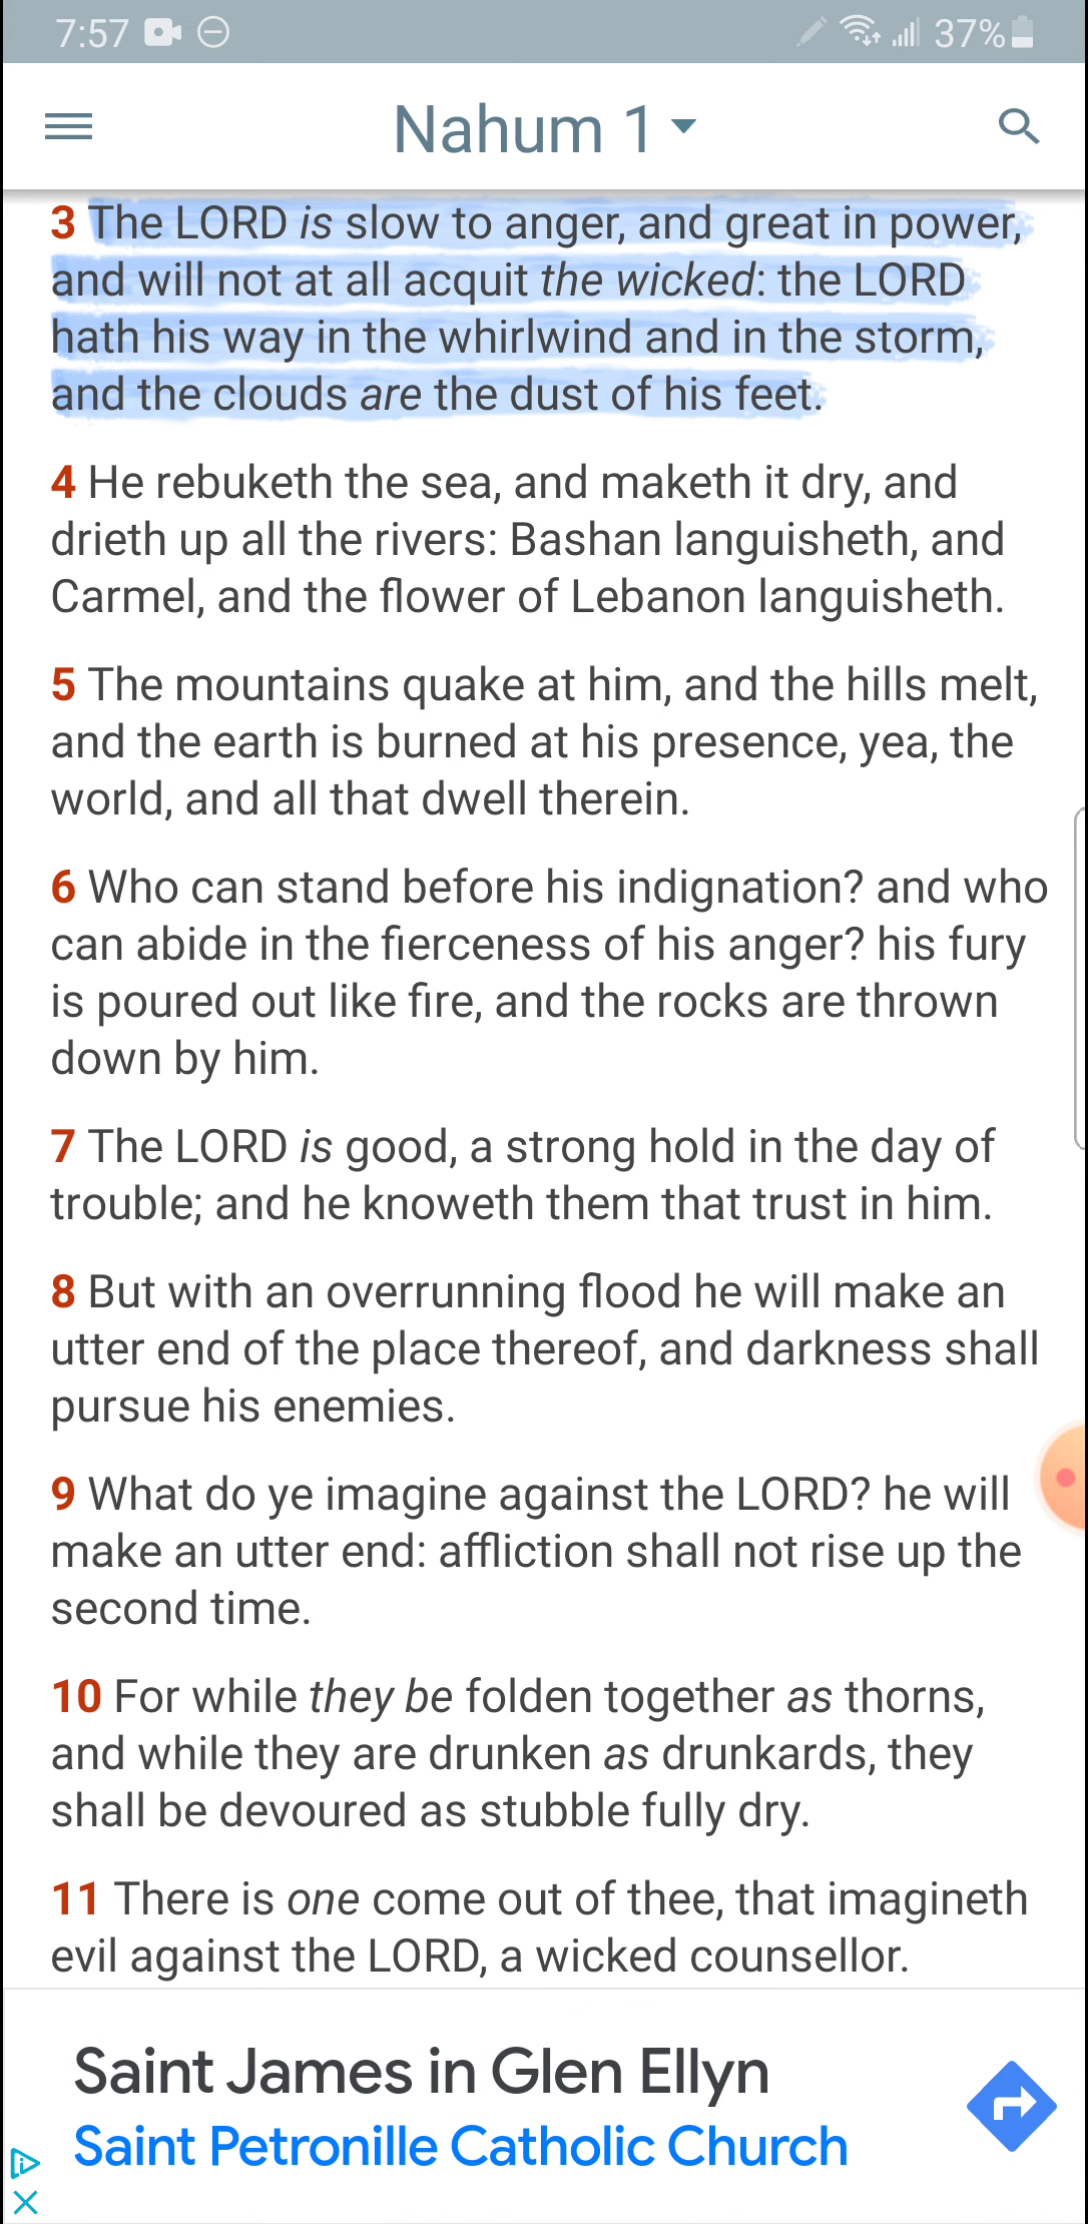 7:57 37%
Nahum 1
3 The LORD is slow to anger, and great in power,
and will not at all acquit the wicked: the LORD
hath his way in the whirlwind and in the storm,
and the clouds are the dust of his feet.
4 He rebuketh the sea, and maketh it dry, and
drieth up all the rivers: Bashan languisheth, and
Carmel, and the flower of Lebanon languisheth.
5 The mountains quake at him, and the hills melt,
and the earth is burned at his presence, yea, the
world, and all that dwell therein.
6 Who can stand before his indignation? and who
can abide in the fierceness of his anger? his fury
is poured out like fire, and the rocks are thrown
down by him.
7 The LORD is good, a strong hold in the day of
trouble; and he knoweth them that trust in him.
8 But with an overrunning flood he will make an
utter end of the place thereof, and darkness shall
pursue his enemies.
9 What do ye imagine against the LORD? he will
make an utter end: affliction shall not rise up the
second time.
10 For while they be folden together as thorns,
and while they are drunken as drunkards, they
shall be devoured as stubble fully dry.
11 There is one come out of thee, that imagineth
evil against the LORD, a wicked counsellor.
Saint James in Glen Ellyn
Saint Petronille Catholic Church